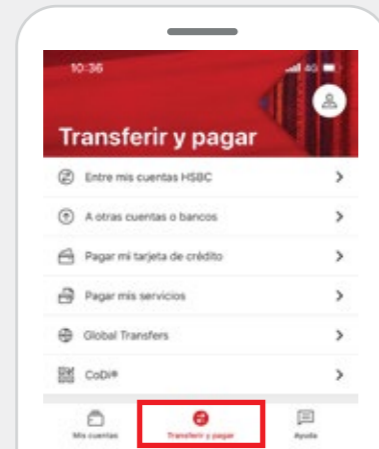 10:36
4G
Transferir y pagar
Entre mis cuentas HSBC
A otras cuentas o bancos
Pagar mi tarjeta de crédito
Pagar mis servicios
Global Transfers
CoDi®
Mis cuentas
Transferir y pagar
Ayuda